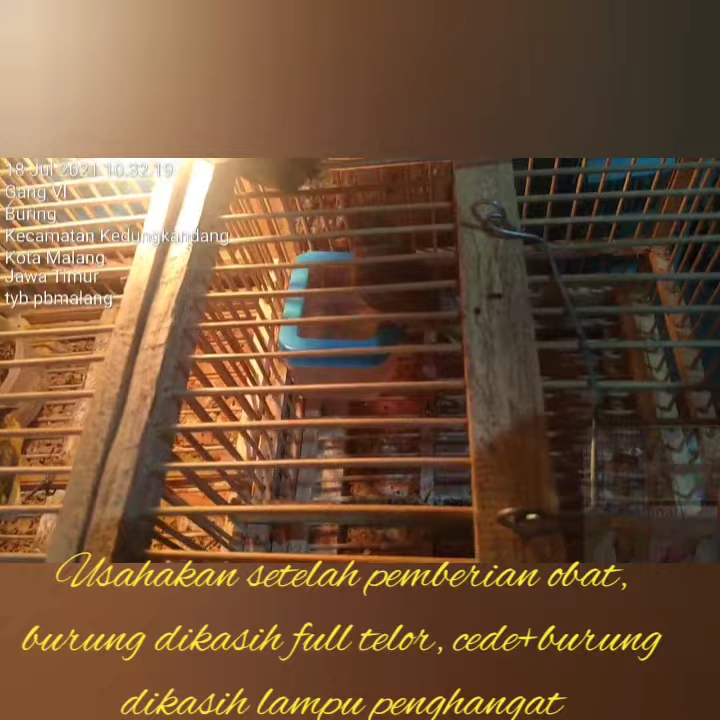 18 Jul 2021 10.32.19
Gang VI
Buring
Kecamatan Kedungkandang
Kota Malang
Jawa Timur
tyb pbmalang
Usahakan setelah pemberian obat,
burung dikasih full telor, cede+burung
dikasih lampu penghangat